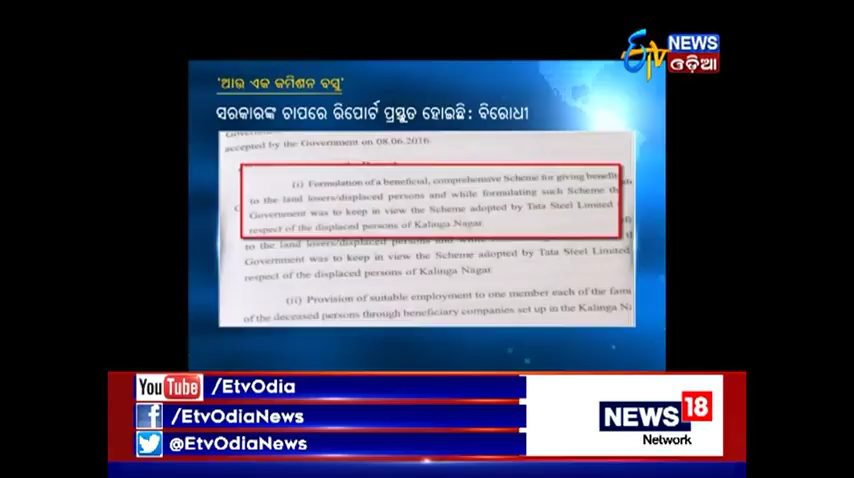 ETV NEWS
ଓଡ଼ିଆ
'ଆଉ ଏକ କମିଶନ ବସୁ'
ସରକାରଙ୍କ ଚାପରେ ରିପୋର୍ଟ ପ୍ରସ୍ତୁତ ହୋଇଛି : ବିରୋଧୀ
accepted by the Government on 08.06.2016.
(i) Formulation of a beneficial, comprehensive Scheme for giving benefit
to the land losers/displaced persons and while formulating such Scheme th
Government was to keep in view the Scheme adopted by Tata Steel Limited
respect of the displaced persons of Kalinga Nagar.
to the land losers/displaced persons and
Government was to keep in view the Scheme adopted by Tata Steel Limited
respect of the displaced persons of Kalinga Nagar.
(ii) Provision of suitable employment to one member each of the fam
of the deceased persons through beneficiary companies set up in the Kalinga Na
YouTube /EtvOdia
f /EtvOdiaNews
@EtvOdiaNews
NEWS 18
Network